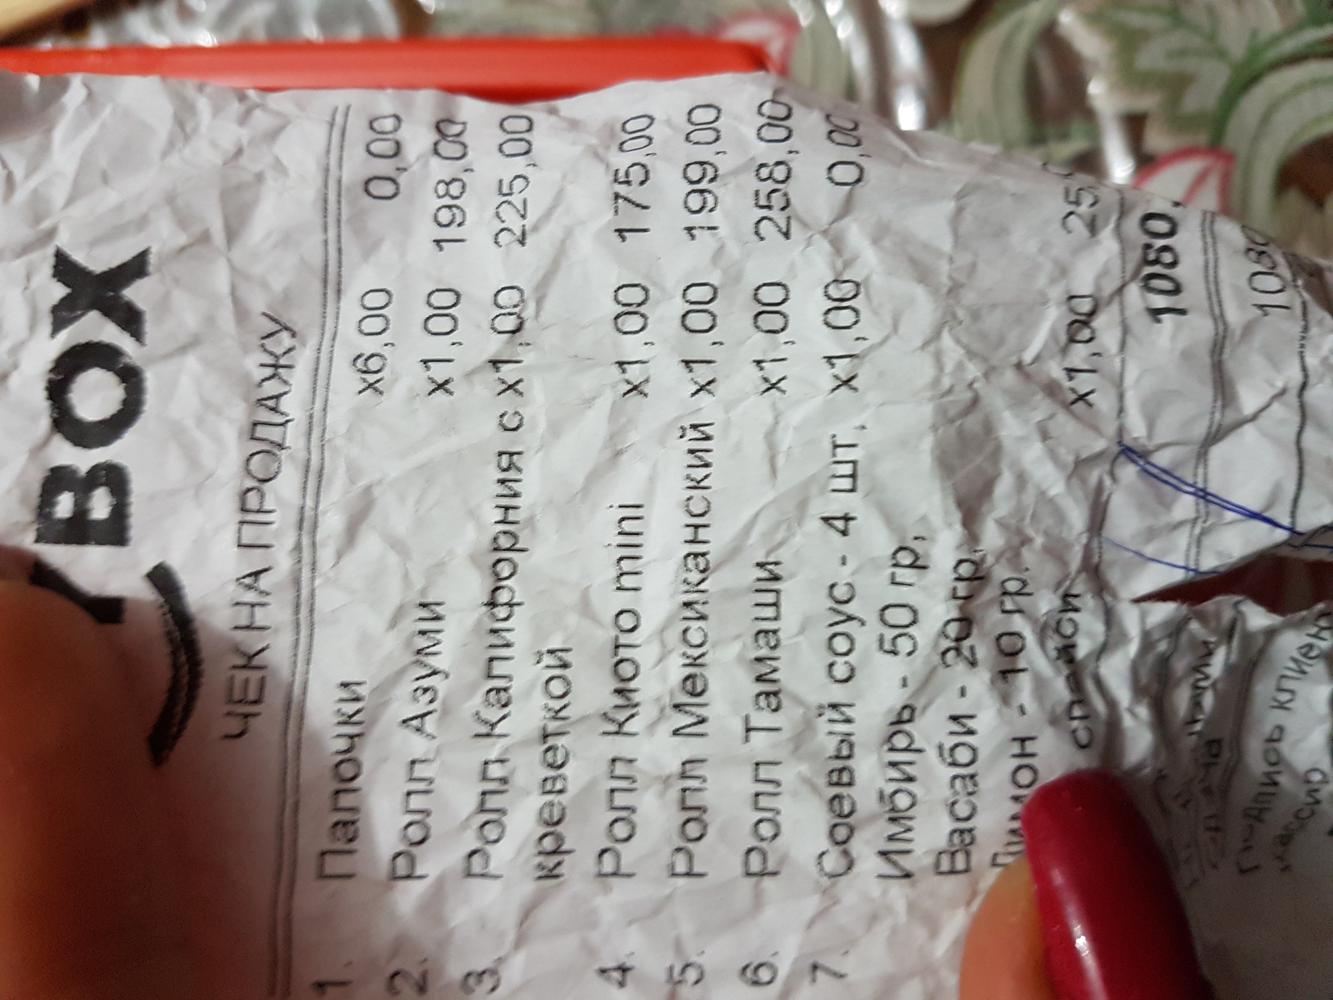 BOX
ЧЕК НА ПРОДАЖУ
1. Палочки x6,00 0,00
2. Ролл Азуми x1,00 198,00
3. Ролл Калифорния с x1,00 225,00
креветкой
4. Ролл Киото mini x1,00 175,00
5. Ролл Мексиканский x1,00 199,00
6. Ролл Тамаши x1,00 258,00
7. Соевый соус - 4 шт, x1,00 0,00
Имбирь - 50 гр,
Васаби - 20 гр,
Лимон - 10 гр.
спайси x1,00 25,
1080
1080